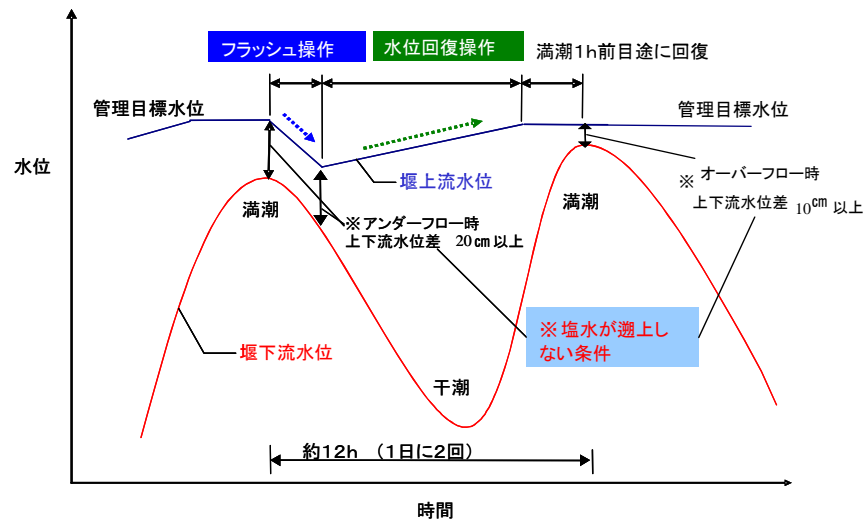 フラッシュ操作
水位回復操作
満潮1h前目途に回復
管理目標水位
管理目標水位
水位
堰上流水位
オーバーフロー時
※
上下流水位差 10cm以上
満潮
満潮
※アンダーフロー時
上下流水位差 20cm以上
※塩水が遡上し
ない条件
堰下流水位
干潮
約12h (1日に2回)
時間